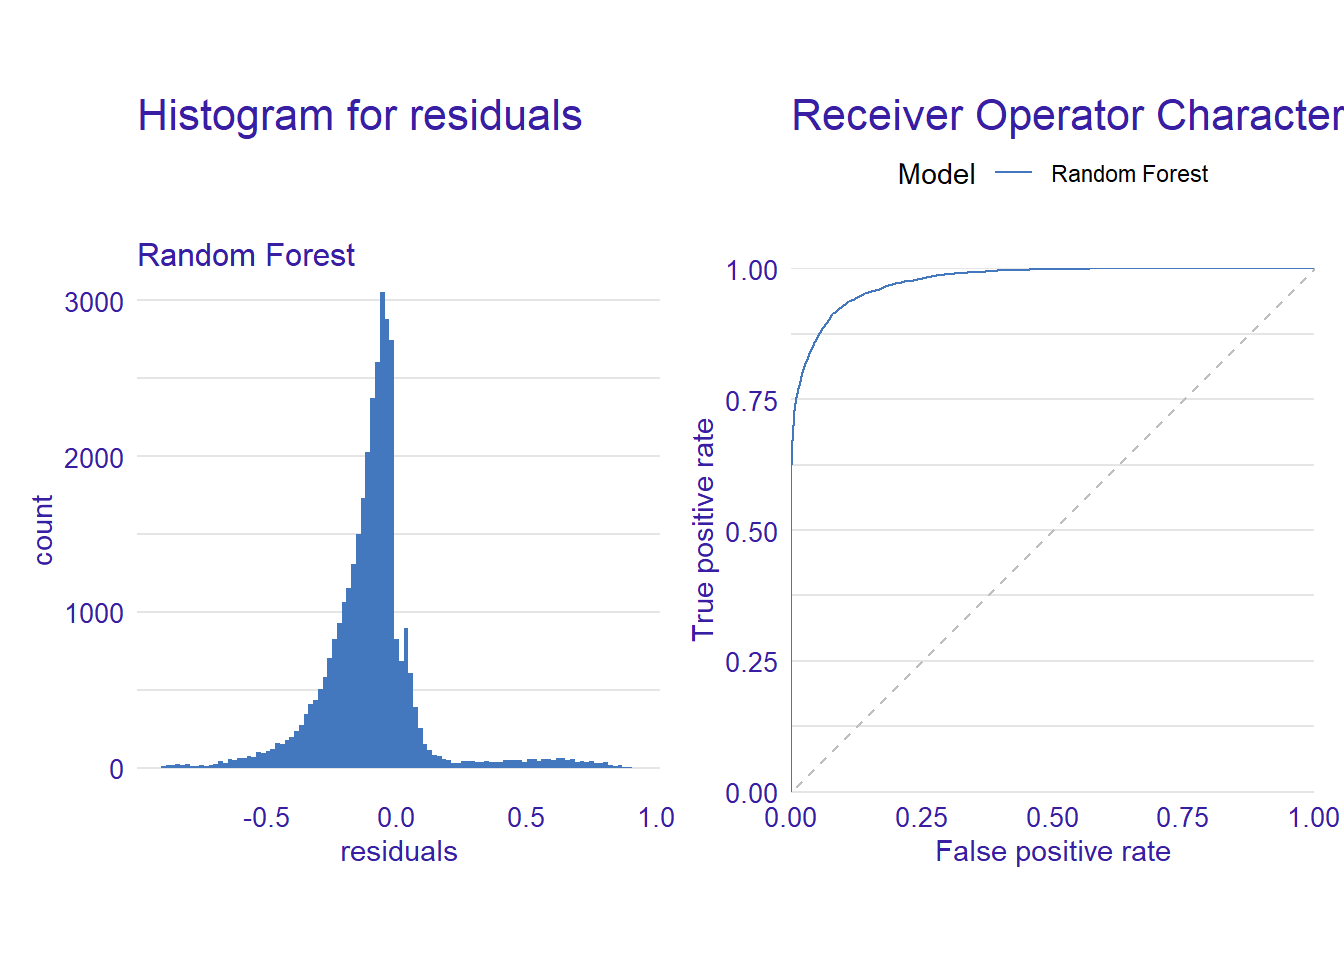 Histogram for residuals
Random Forest
3000
2000
1000
0
count
-0.5 0.0 0.5 1.0
residuals
Receiver Operator Character
Model Random Forest
1.00
0.75
0.50
0.25
0.00
True positive rate
0.00 0.25 0.50 0.75 1.00
False positive rate